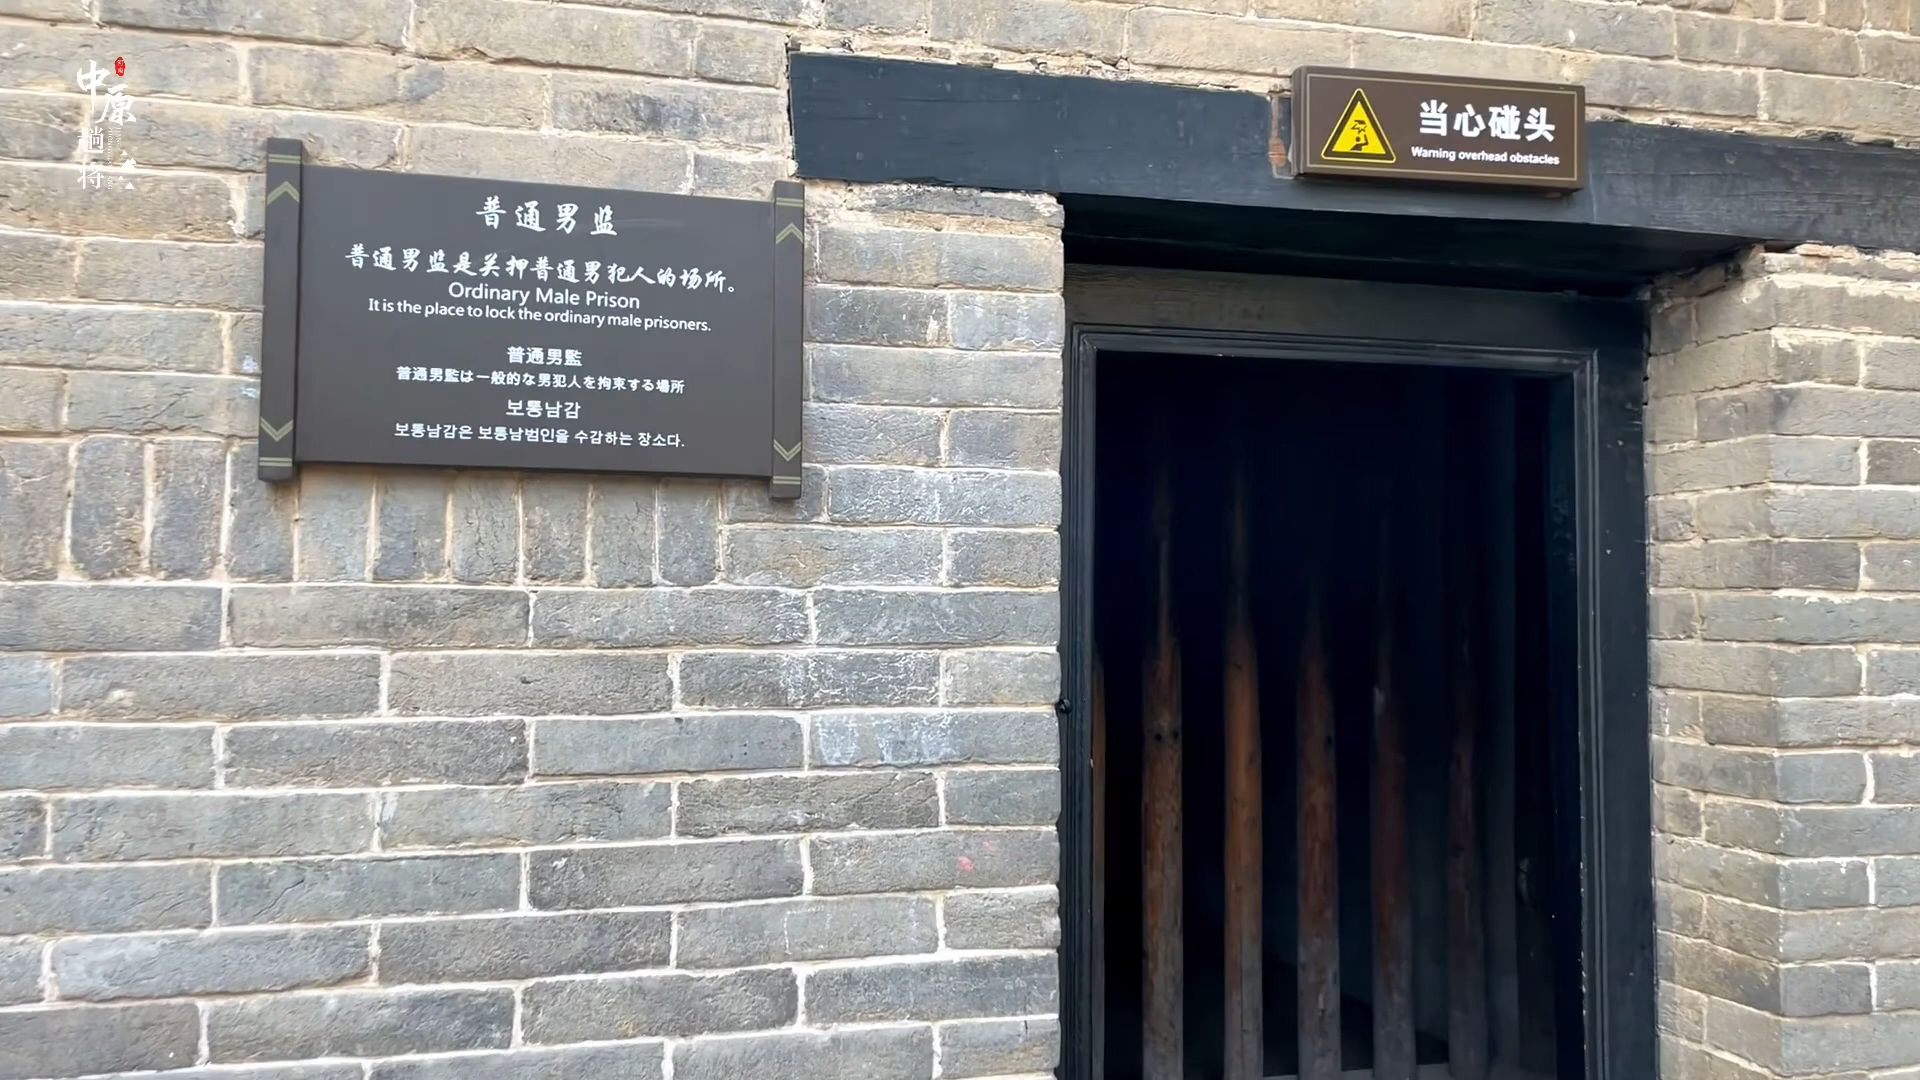 中原
趟将
普通男监
普通男监是关押普通男犯人的场所。
Ordinary Male Prison
It is the place to lock the ordinary male prisoners.
普通男監
普通男監は一般的な男犯人を拘束する場所
보통남감
보통남감은 보통남범인을 수감하는 장소다.
当心碰头
Warning overhead obstacles